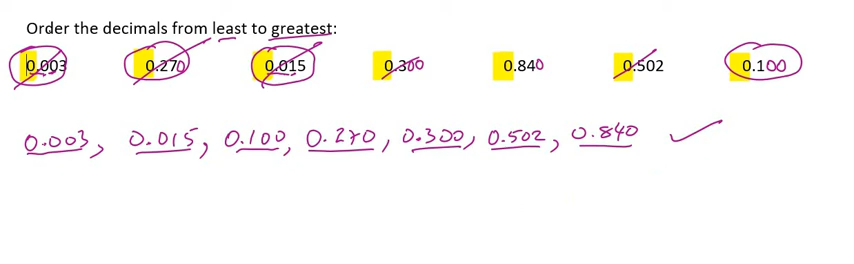 Order the decimals from least to greatest:
0.003 0.270 0.015 0.300 0.840 0.502 0.100
0.003, 0.015, 0.100, 0.270, 0.300, 0.502, 0.840